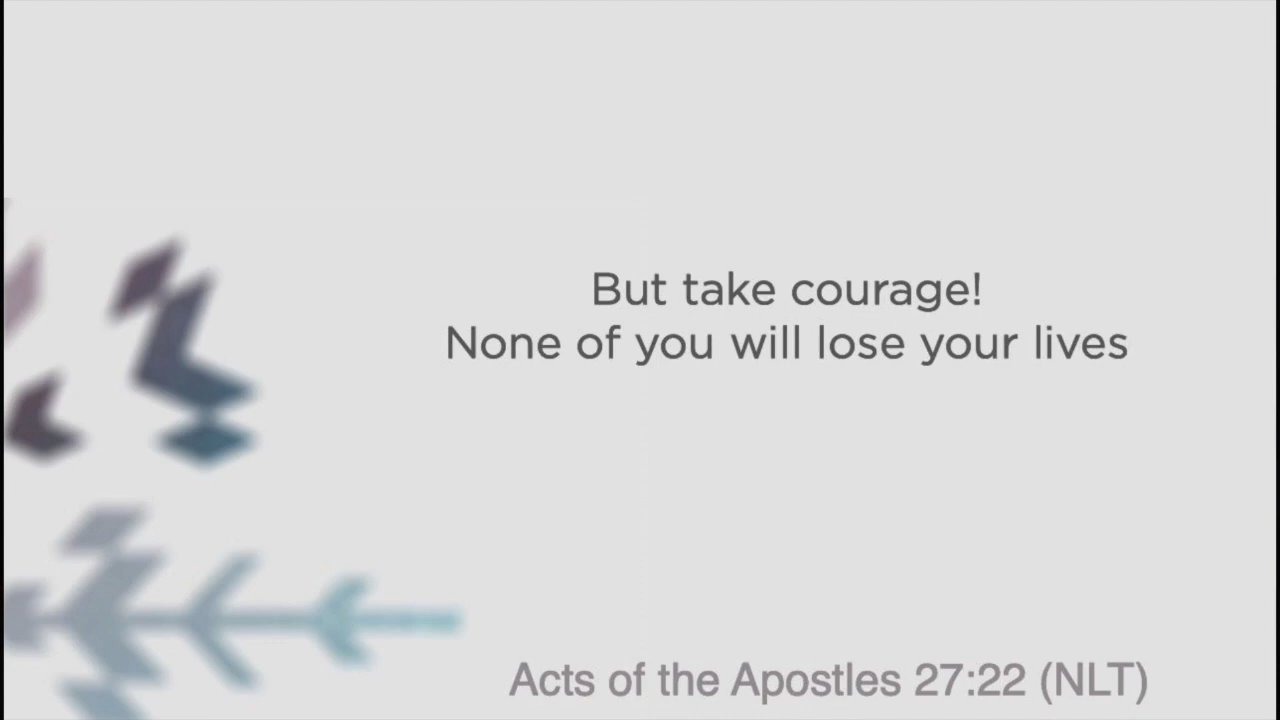 But take courage!
None of you will lose your lives
Acts of the Apostles 27:22 (NLT)